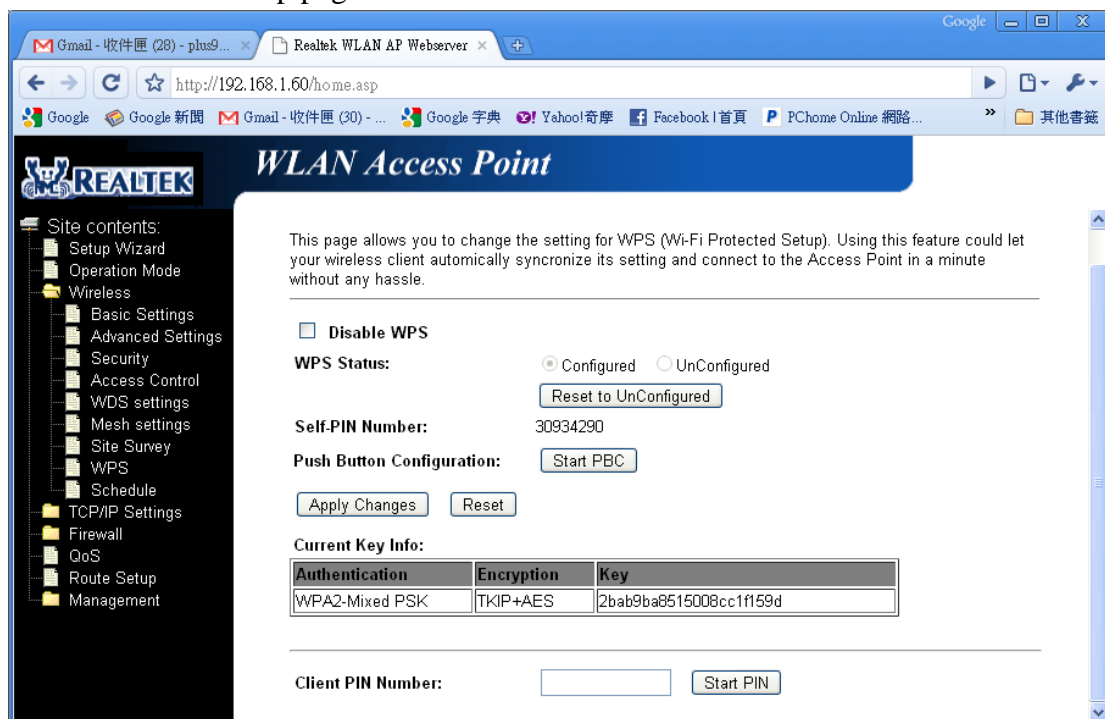 Google
Gmail - 收件匣 (28) - plus9...
Realtek WLAN AP Webserver
http://192.168.1.60/home.asp
Google
Google 新聞
Gmail - 收件匣 (30) - ...
Google 字典
Yahoo!奇摩
Facebook | 首頁
PChome Online 網路...
»
其他書籤
REALTEK
WLAN Access Point
Site contents:
Setup Wizard
Operation Mode
Wireless
Basic Settings
Advanced Settings
Security
Access Control
WDS settings
Mesh settings
Site Survey
WPS
Schedule
TCP/IP Settings
Firewall
QoS
Route Setup
Management
This page allows you to change the setting for WPS (Wi-Fi Protected Setup). Using this feature could let
your wireless client automically syncronize its setting and connect to the Access Point in a minute
without any hassle.
Disable WPS
WPS Status: Configured UnConfigured
Reset to UnConfigured
Self-PIN Number: 30934290
Push Button Configuration: Start PBC
Apply Changes Reset
Current Key Info:
Authentication Encryption Key
WPA2-Mixed PSK TKIP+AES 2bab9ba8515008cc1f159d
Client PIN Number: Start PIN